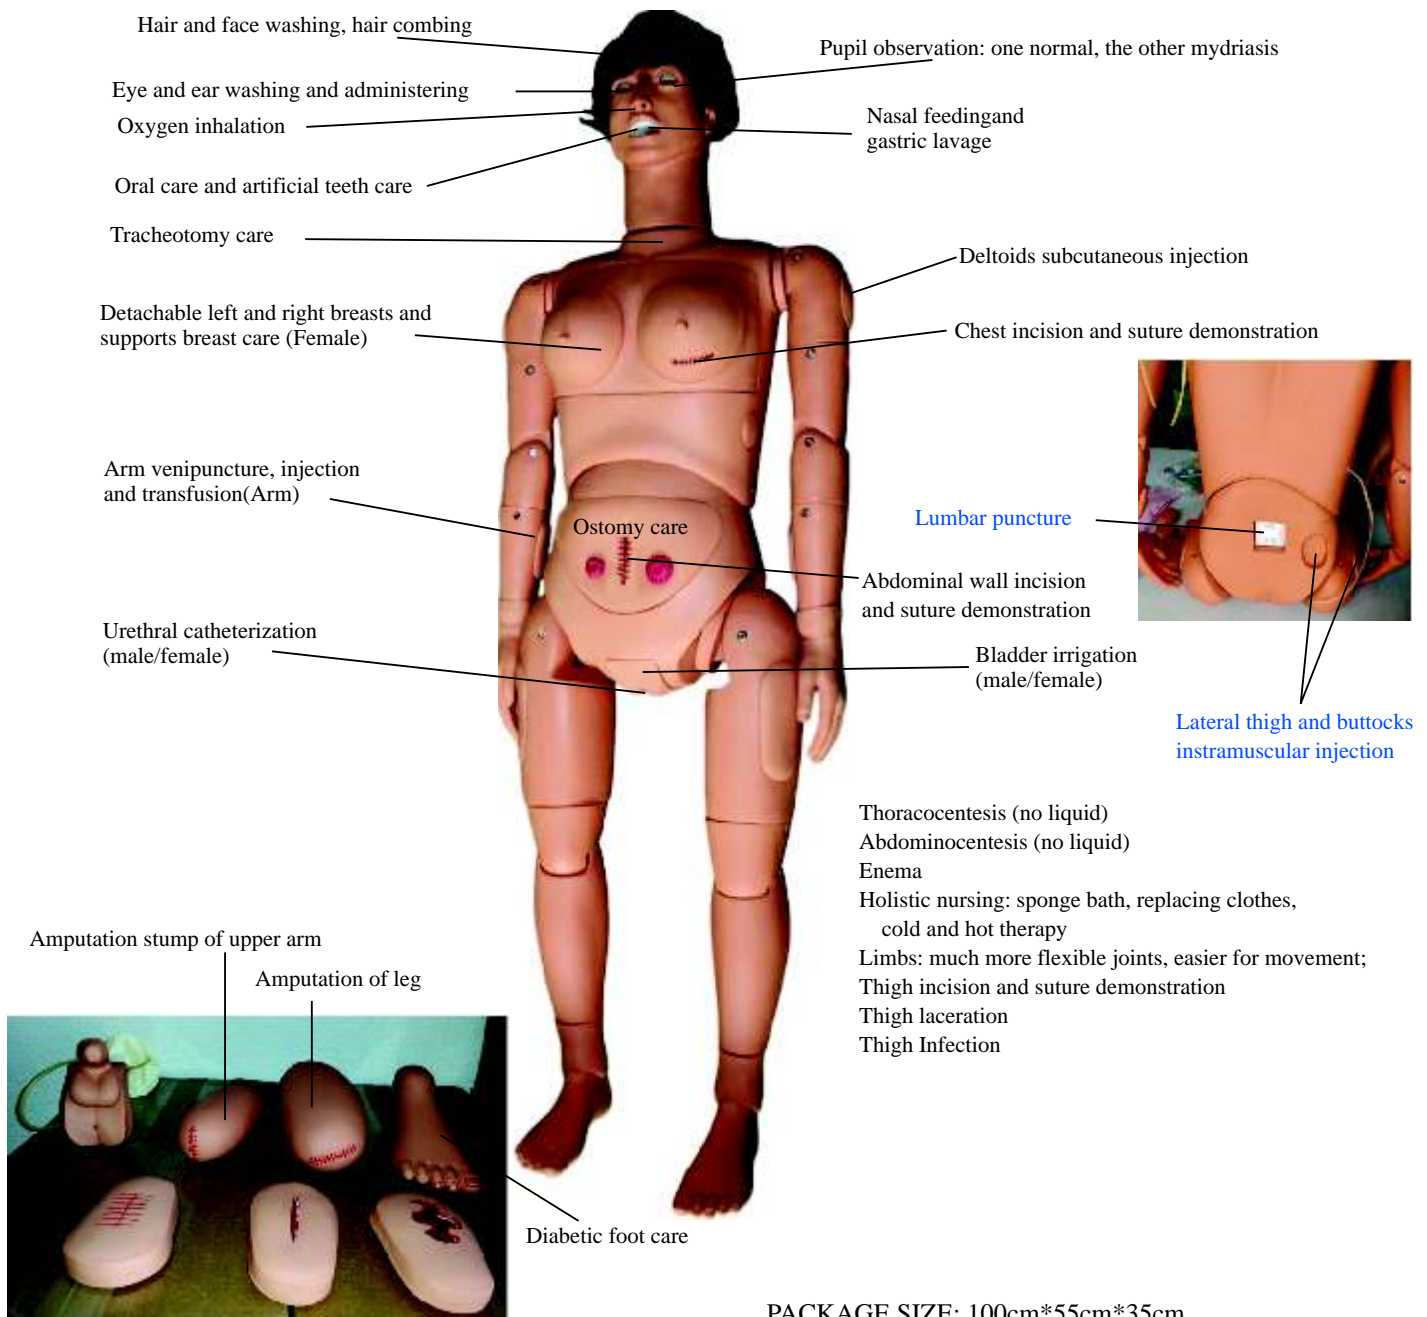 Hair and face washing, hair combing
Pupil observation: one normal, the other mydriasis
Eye and ear washing and administering
Oxygen inhalation
Nasal feedingand
gastric lavage
Oral care and artificial teeth care
Tracheotomy care
Deltoids subcutaneous injection
Detachable left and right breasts and
supports breast care (Female)
Chest incision and suture demonstration
Arm venipuncture, injection
and transfusion(Arm)
Ostomy care
Lumbar puncture
Abdominal wall incision
and suture demonstration
Urethral catheterization
(male/female)
Bladder irrigation
(male/female)
Lateral thigh and buttocks
instramuscular injection
Thoracocentesis (no liquid)
Abdominocentesis (no liquid)
Enema
Holistic nursing: sponge bath, replacing clothes,
cold and hot therapy
Limbs: much more flexible joints, easier for movement;
Thigh incision and suture demonstration
Thigh laceration
Thigh Infection
Amputation stump of upper arm
Amputation of leg
Diabetic foot care
PACKAGE SIZE: 100cm*55cm*35cm